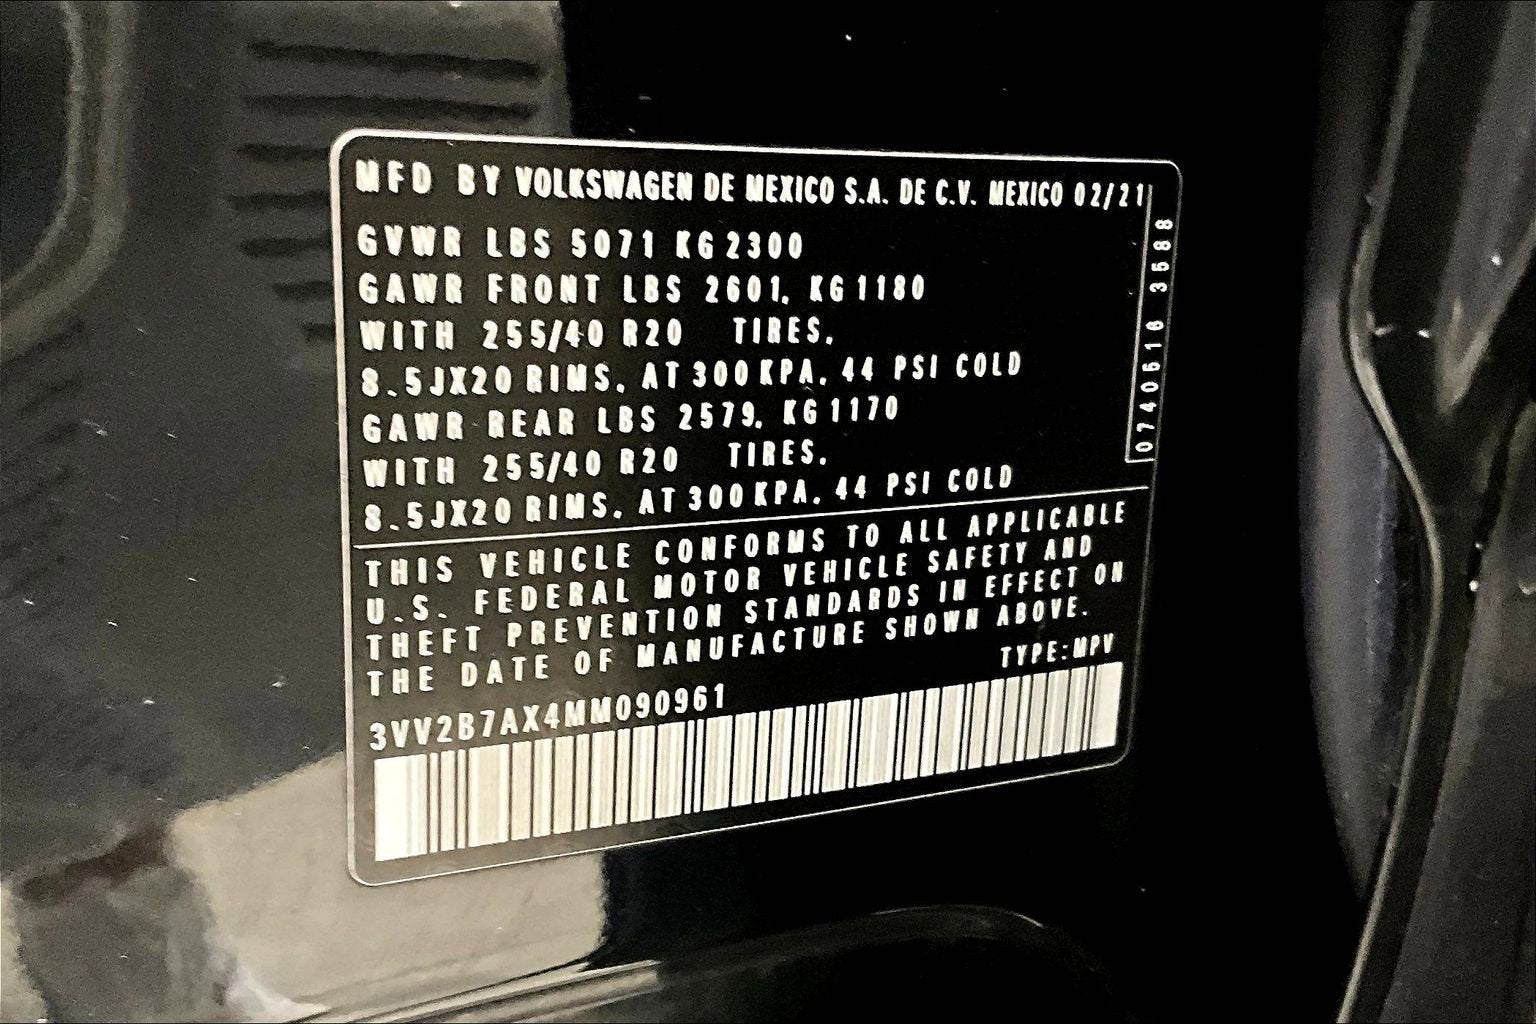 MFD BY VOLKSWAGEN DE MEXICO S.A. DE C.V. MEXICO 02/21
GVWR LBS 5071 KG 2300
GAWR FRONT LBS 2601, KG 1180
WITH 255/40 R20 TIRES,
8.5JX20 RIMS, AT 300 KPA, 44 PSI COLD
GAWR REAR LBS 2579, KG 1170
WITH 255/40 R20 TIRES,
8.5JX20 RIMS, AT 300 KPA, 44 PSI COLD
0740516 3588
THIS VEHICLE CONFORMS TO ALL APPLICABLE
U.S. FEDERAL MOTOR VEHICLE SAFETY AND
THEFT PREVENTION STANDARDS IN EFFECT ON
THE DATE OF MANUFACTURE SHOWN ABOVE.
TYPE:MPV
3VV2B7AX4MM090961